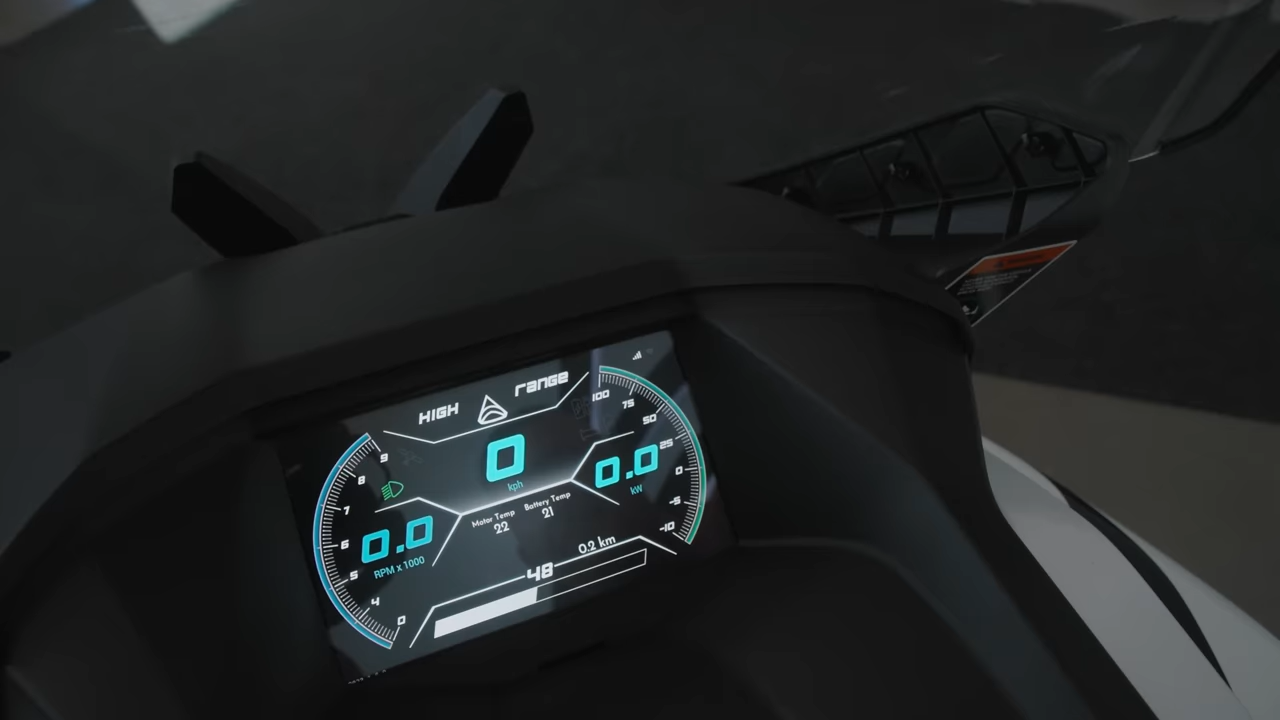 HIGH
range
100
75
50
25
0
-5
-10
9
8
7
6
5
4
0
0
kph
0.0
kW
0.0
RPM x 1000
Motor Temp
22
Battery Temp
21
0.2 km
48